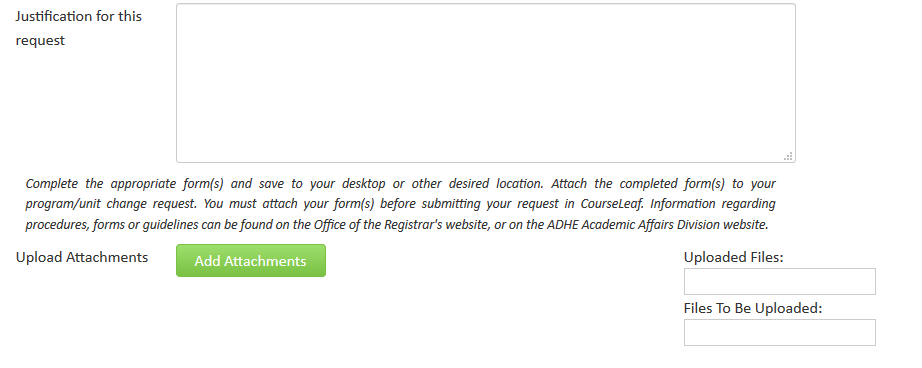 Justification for this
request
Complete the appropriate form(s) and save to your desktop or other desired location. Attach the completed form(s) to your
program/unit change request. You must attach your form(s) before submitting your request in CourseLeaf. Information regarding
procedures, forms or guidelines can be found on the Office of the Registrar's website, or on the ADHE Academic Affairs Division website.
Upload Attachments
Add Attachments
Uploaded Files:
Files To Be Uploaded: